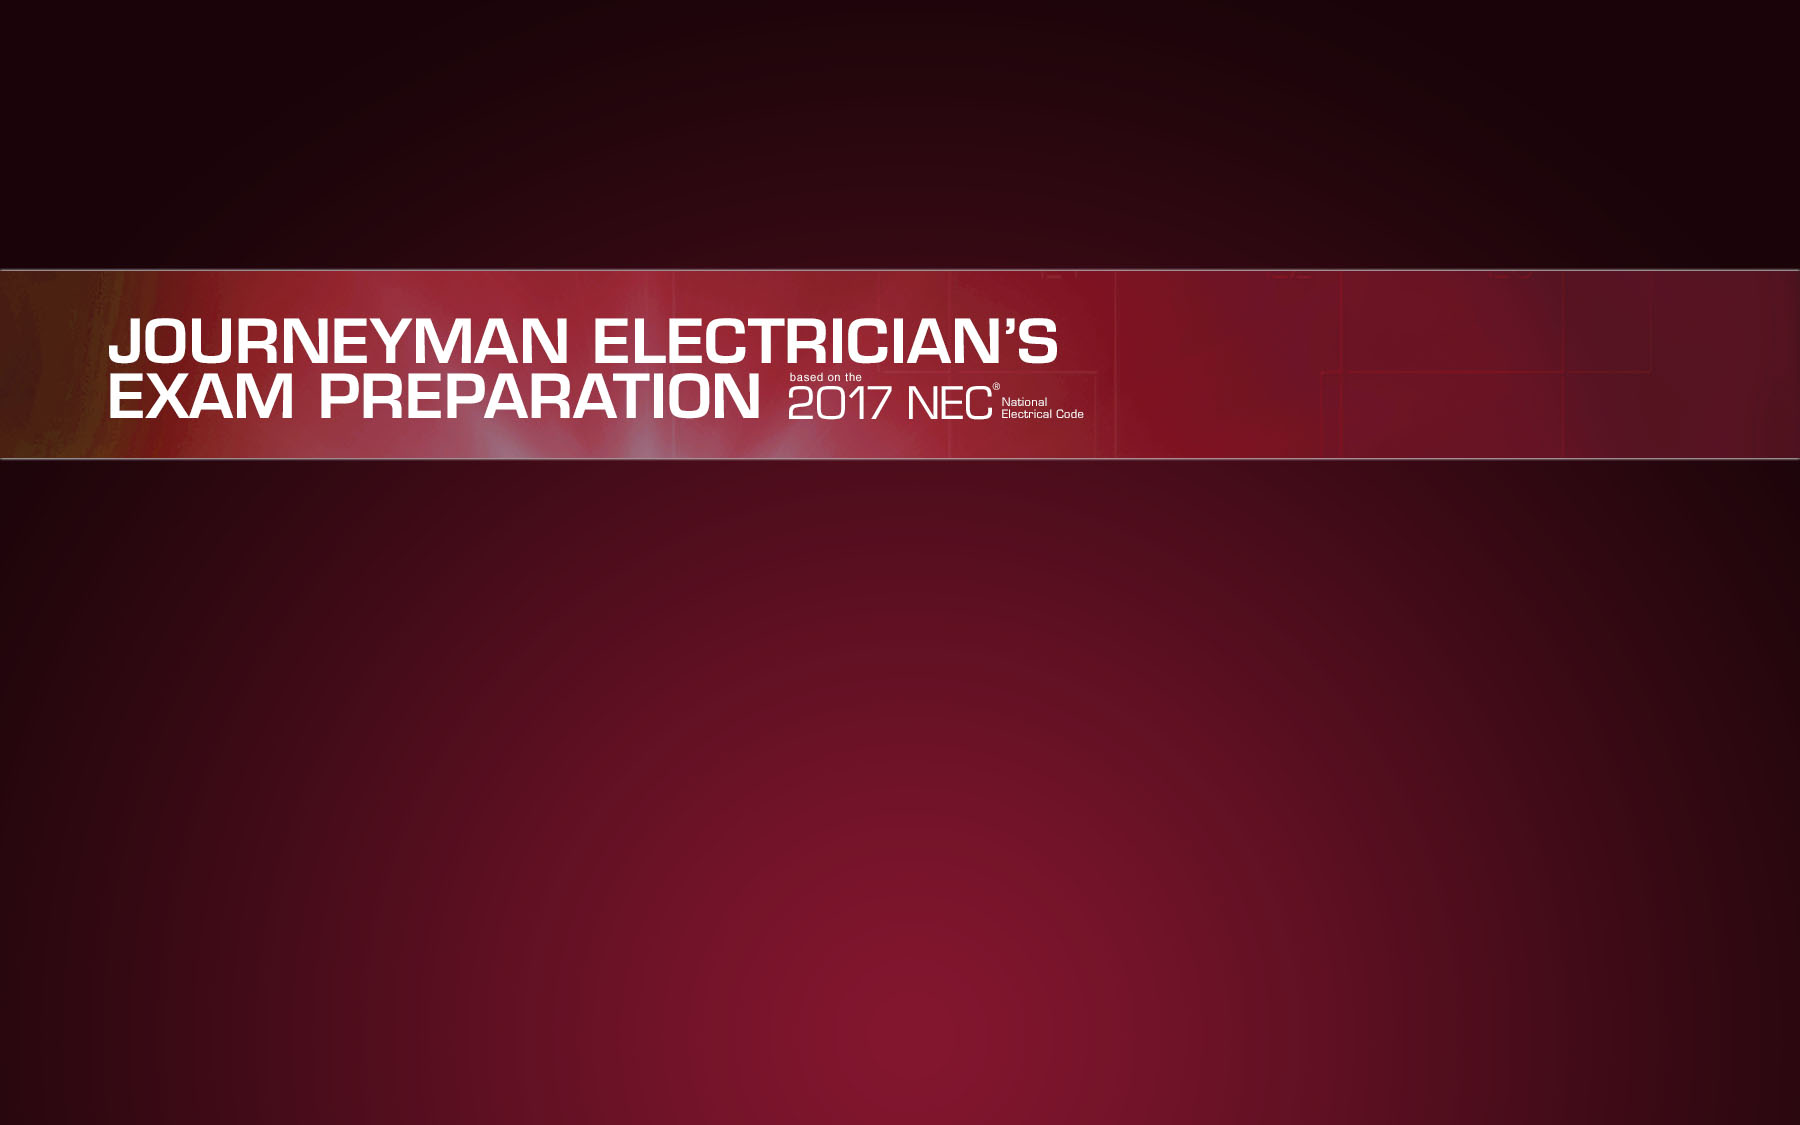 JOURNEYMAN ELECTRICIAN’S
EXAM PREPARATION
based on the
2017 NEC®
National
Electrical Code